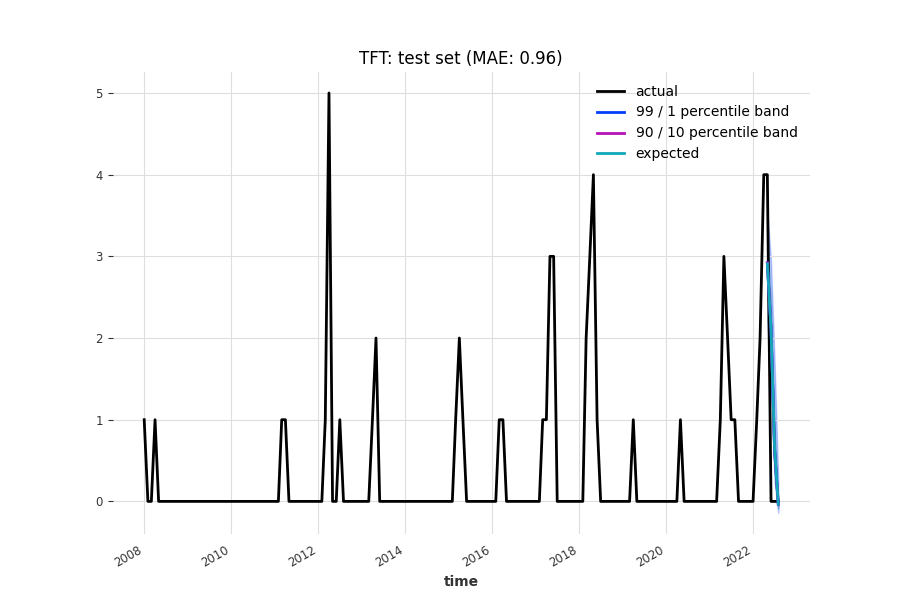 TFT: test set (MAE: 0.96)
actual
99 / 1 percentile band
90 / 10 percentile band
expected
5
4
3
2
1
0
2008
2010
2012
2014
2016
2018
2020
2022
time